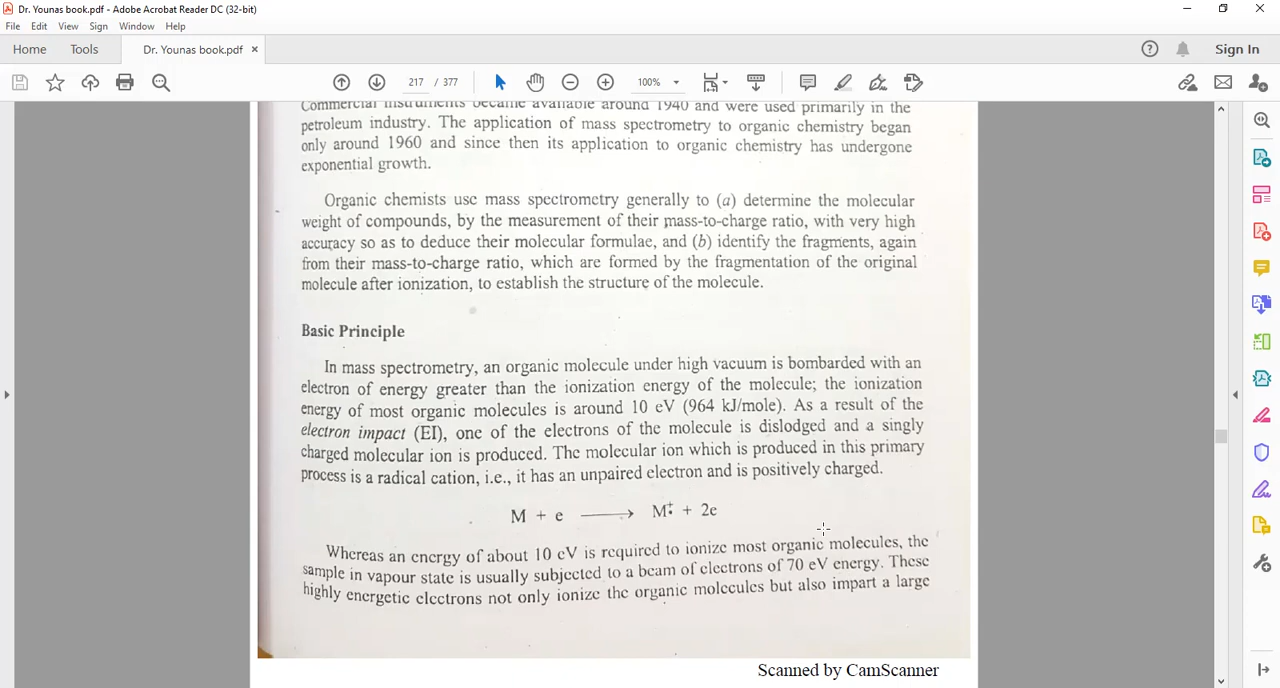 Dr. Younas book.pdf - Adobe Acrobat Reader DC (32-bit)
File Edit View Sign Window Help
Home Tools Dr. Younas book.pdf × Sign In
217 / 377 100%
Commercial instruments became available around 1940 and were used primarily in the
petroleum industry. The application of mass spectrometry to organic chemistry began
only around 1960 and since then its application to organic chemistry has undergone
exponential growth.
Organic chemists use mass spectrometry generally to (a) determine the molecular
weight of compounds, by the measurement of their mass-to-charge ratio, with very high
accuracy so as to deduce their molecular formulae, and (b) identify the fragments, again
from their mass-to-charge ratio, which are formed by the fragmentation of the original
molecule after ionization, to establish the structure of the molecule.
Basic Principle
In mass spectrometry, an organic molecule under high vacuum is bombarded with an
electron of energy greater than the ionization energy of the molecule; the ionization
energy of most organic molecules is around 10 eV (964 kJ/mole). As a result of the
electron impact (EI), one of the electrons of the molecule is dislodged and a singly
charged molecular ion is produced. The molecular ion which is produced in this primary
process is a radical cation, i.e., it has an unpaired electron and is positively charged.
M + e ⟶ M⁺· + 2e
Whereas an energy of about 10 eV is required to ionize most organic molecules, the
sample in vapour state is usually subjected to a beam of electrons of 70 eV energy. These
highly energetic electrons not only ionize the organic molecules but also impart a large
Scanned by CamScanner